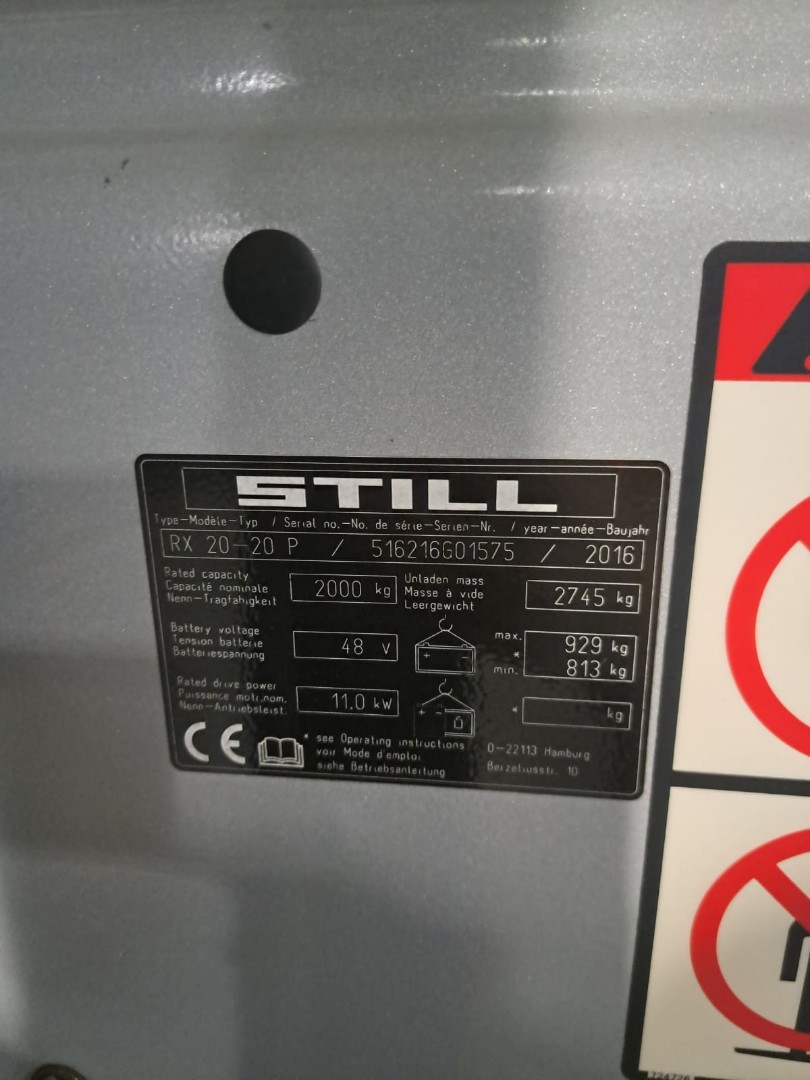 STILL
Type-Modèle-Typ / Serial no.-No. de série-Serien-Nr. / year-année-Baujahr
RX 20-20 P / 516216G01575 / 2016
Rated capacity
Capacité nominale
Nenn-Tragfähigkeit
2000 kg
Unladen mass
Masse à vide
Leergewicht
2745 kg
Battery voltage
Tension batterie
Batteriespannung
48 V
+ -
max. 929 kg
*
min. 813 kg
Rated drive power
Puissance motr.nom.
Nenn-Antriebsleist.
11.0 kW
+ -
* kg
CE
* see Operating instructions
voir Mode d'emploi
siehe Betriebsanleitung
D-22113 Hamburg
Berzeliusstr. 10